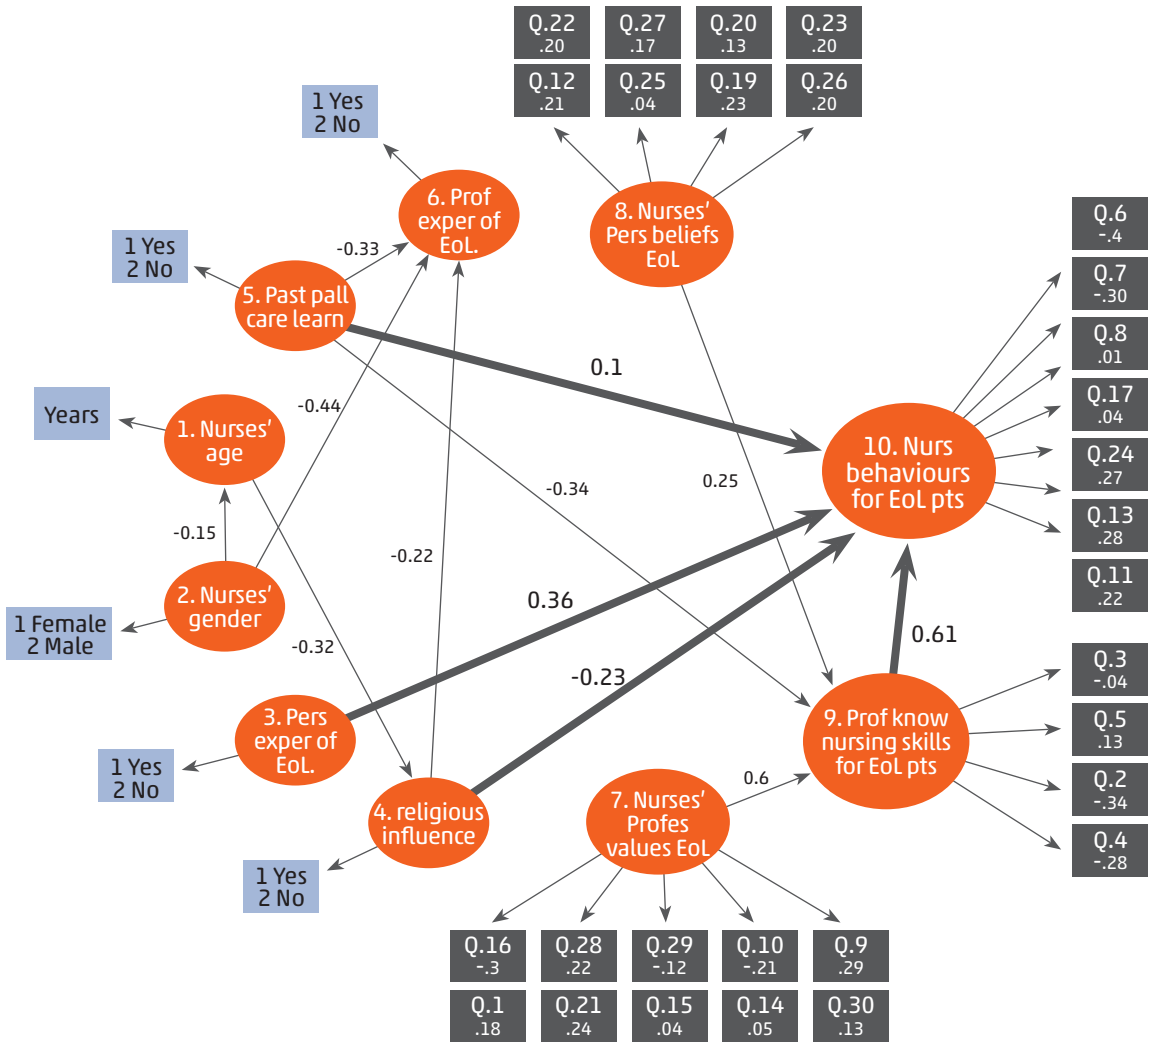 Q.22
.20
Q.27
.17
Q.20
.13
Q.23
.20
Q.12
.21
Q.25
.04
Q.19
.23
Q.26
.20
1 Yes
2 No
6. Prof
exper of
EoL.
8. Nurses'
Pers beliefs
EoL
1 Yes
2 No
-0.33
5. Past pall
care learn
Q.6
-.4
Q.7
-.30
Q.8
.01
Q.17
.04
Q.24
.27
Q.13
.28
Q.11
.22
0.1
Years
1. Nurses'
age
-0.44
10. Nurs
behaviours
for EoL pts
-0.34
0.25
-0.15
-0.22
2. Nurses'
gender
1 Female
2 Male
0.36
-0.32
0.61
-0.23
3. Pers
exper of
EoL.
1 Yes
2 No
9. Prof know
nursing skills
for EoL pts
Q.3
-.04
Q.5
.13
Q.2
-.34
Q.4
-.28
0.6
4. religious
influence
7. Nurses'
Profes
values EoL
1 Yes
2 No
Q.16
-.3
Q.28
.22
Q.29
-.12
Q.10
-.21
Q.9
.29
Q.1
.18
Q.21
.24
Q.15
.04
Q.14
.05
Q.30
.13